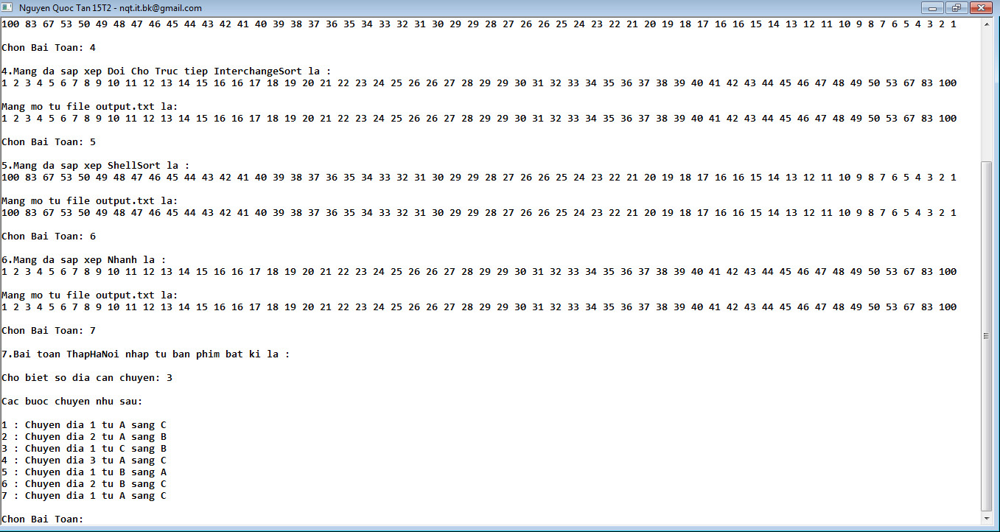 Nguyen Quoc Tan 15T2 - nqt.it.bk@gmail.com
100 83 67 53 50 49 48 47 46 45 44 43 42 41 40 39 38 37 36 35 34 33 32 31 30 29 29 28 27 26 26 25 24 23 22 21 20 19 18 17 16 16 15 14 13 12 11 10 9 8 7 6 5 4 3 2 1
Chon Bai Toan: 4
4.Mang da sap xep Doi Cho Truc tiep InterchangeSort la :
1 2 3 4 5 6 7 8 9 10 11 12 13 14 15 16 16 17 18 19 20 21 22 23 24 25 26 26 27 28 29 29 30 31 32 33 34 35 36 37 38 39 40 41 42 43 44 45 46 47 48 49 50 53 67 83 100
Mang mo tu file output.txt la:
1 2 3 4 5 6 7 8 9 10 11 12 13 14 15 16 16 17 18 19 20 21 22 23 24 25 26 26 27 28 29 29 30 31 32 33 34 35 36 37 38 39 40 41 42 43 44 45 46 47 48 49 50 53 67 83 100
Chon Bai Toan: 5
5.Mang da sap xep ShellSort la :
100 83 67 53 50 49 48 47 46 45 44 43 42 41 40 39 38 37 36 35 34 33 32 31 30 29 29 28 27 26 26 25 24 23 22 21 20 19 18 17 16 16 15 14 13 12 11 10 9 8 7 6 5 4 3 2 1
Mang mo tu file output.txt la:
100 83 67 53 50 49 48 47 46 45 44 43 42 41 40 39 38 37 36 35 34 33 32 31 30 29 29 28 27 26 26 25 24 23 22 21 20 19 18 17 16 16 15 14 13 12 11 10 9 8 7 6 5 4 3 2 1
Chon Bai Toan: 6
6.Mang da sap xep Nhanh la :
1 2 3 4 5 6 7 8 9 10 11 12 13 14 15 16 16 17 18 19 20 21 22 23 24 25 26 26 27 28 29 29 30 31 32 33 34 35 36 37 38 39 40 41 42 43 44 45 46 47 48 49 50 53 67 83 100
Mang mo tu file output.txt la:
1 2 3 4 5 6 7 8 9 10 11 12 13 14 15 16 16 17 18 19 20 21 22 23 24 25 26 26 27 28 29 29 30 31 32 33 34 35 36 37 38 39 40 41 42 43 44 45 46 47 48 49 50 53 67 83 100
Chon Bai Toan: 7
7.Bai toan ThapHaNoi nhap tu ban phim bat ki la :
Cho biet so dia can chuyen: 3
Cac buoc chuyen nhu sau:
1 : Chuyen dia 1 tu A sang C
2 : Chuyen dia 2 tu A sang B
3 : Chuyen dia 1 tu C sang B
4 : Chuyen dia 3 tu A sang C
5 : Chuyen dia 1 tu B sang A
6 : Chuyen dia 2 tu B sang C
7 : Chuyen dia 1 tu A sang C
Chon Bai Toan: